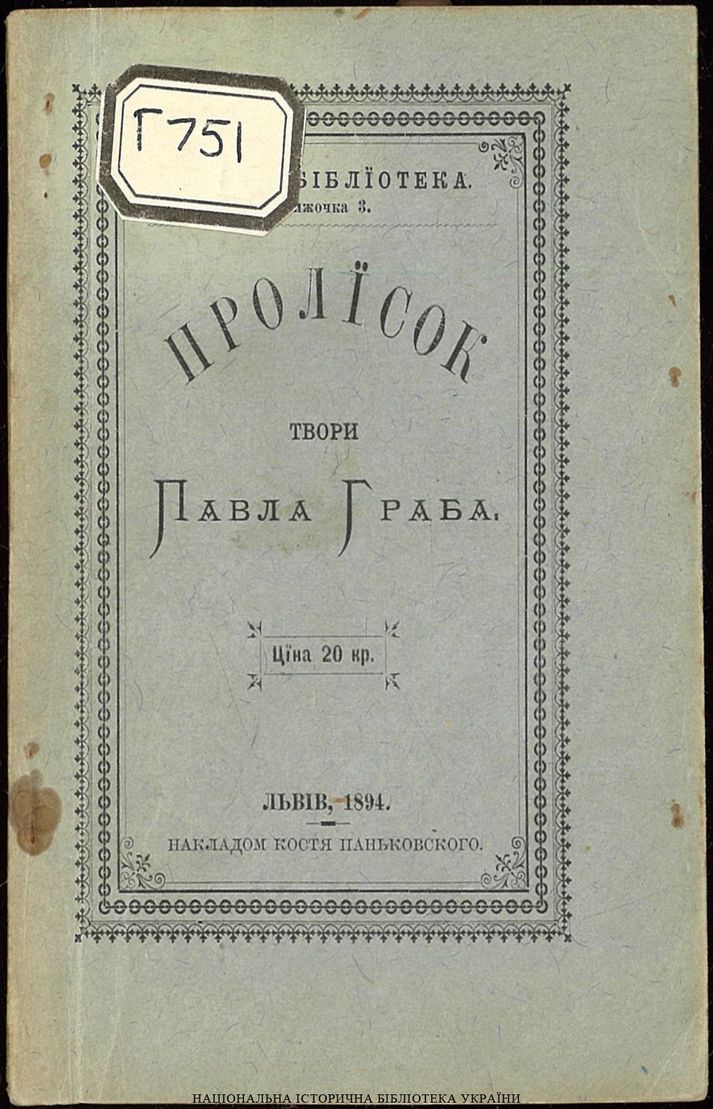 Г751
БІБЛЇОТЕКА.
жочка 3.
ПРОЛЇСОК
ТВОРИ
ПАВЛА ГРАБА.
Цїна 20 кр.
ЛЬВІВ, 1894.
НАКЛАДОМ КОСТЯ ПАНЬКОВСКОГО.
НАЦІОНАЛЬНА ІСТОРИЧНА БІБЛІОТЕКА УКРАЇНИ